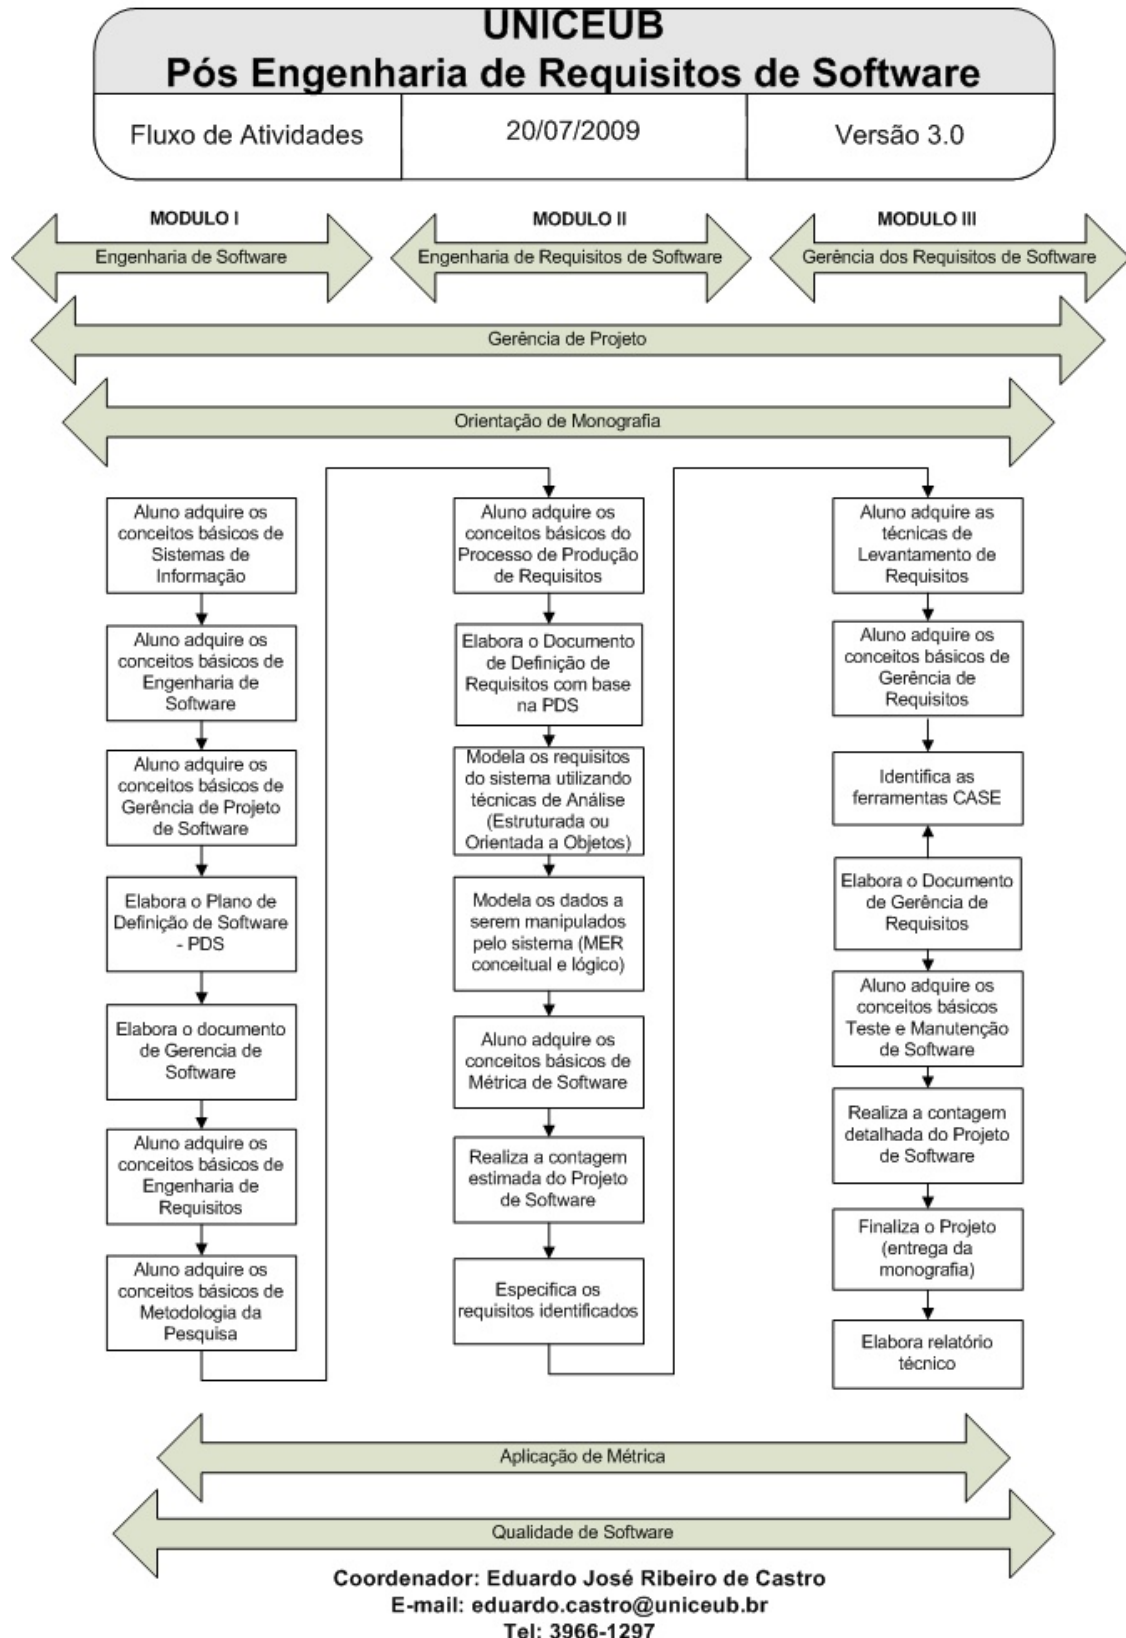 UNICEUB
Pós Engenharia de Requisitos de Software
Fluxo de Atividades
20/07/2009
Versão 3.0
MODULO I
Engenharia de Software
MODULO II
Engenharia de Requisitos de Software
MODULO III
Gerência dos Requisitos de Software
Gerência de Projeto
Orientação de Monografia
Aluno adquire os
conceitos básicos de
Sistemas de
Informação
Aluno adquire os
conceitos básicos de
Engenharia de
Software
Aluno adquire os
conceitos básicos de
Gerência de Projeto
de Software
Elabora o Plano de
Definição de Software
- PDS
Elabora o documento
de Gerencia de
Software
Aluno adquire os
conceitos básicos de
Engenharia de
Requisitos
Aluno adquire os
conceitos básicos de
Metodologia da
Pesquisa
Aluno adquire os
conceitos básicos do
Processo de Produção
de Requisitos
Elabora o Documento
de Definição de
Requisitos com base
na PDS
Modela os requisitos
do sistema utilizando
técnicas de Análise
(Estruturada ou
Orientada a Objetos)
Modela os dados a
serem manipulados
pelo sistema (MER
conceitual e lógico)
Aluno adquire os
conceitos básicos de
Métrica de Software
Realiza a contagem
estimada do Projeto
de Software
Especifica os
requisitos identificados
Aluno adquire as
técnicas de
Levantamento de
Requisitos
Aluno adquire os
conceitos básicos de
Gerência de
Requisitos
Identifica as
ferramentas CASE
Elabora o Documento
de Gerência de
Requisitos
Aluno adquire os
conceitos básicos
Teste e Manutenção
de Software
Realiza a contagem
detalhada do Projeto
de Software
Finaliza o Projeto
(entrega da
monografia)
Elabora relatório
técnico
Aplicação de Métrica
Qualidade de Software
Coordenador: Eduardo José Ribeiro de Castro
E-mail: eduardo.castro@uniceub.br
Tel: 3966-1297